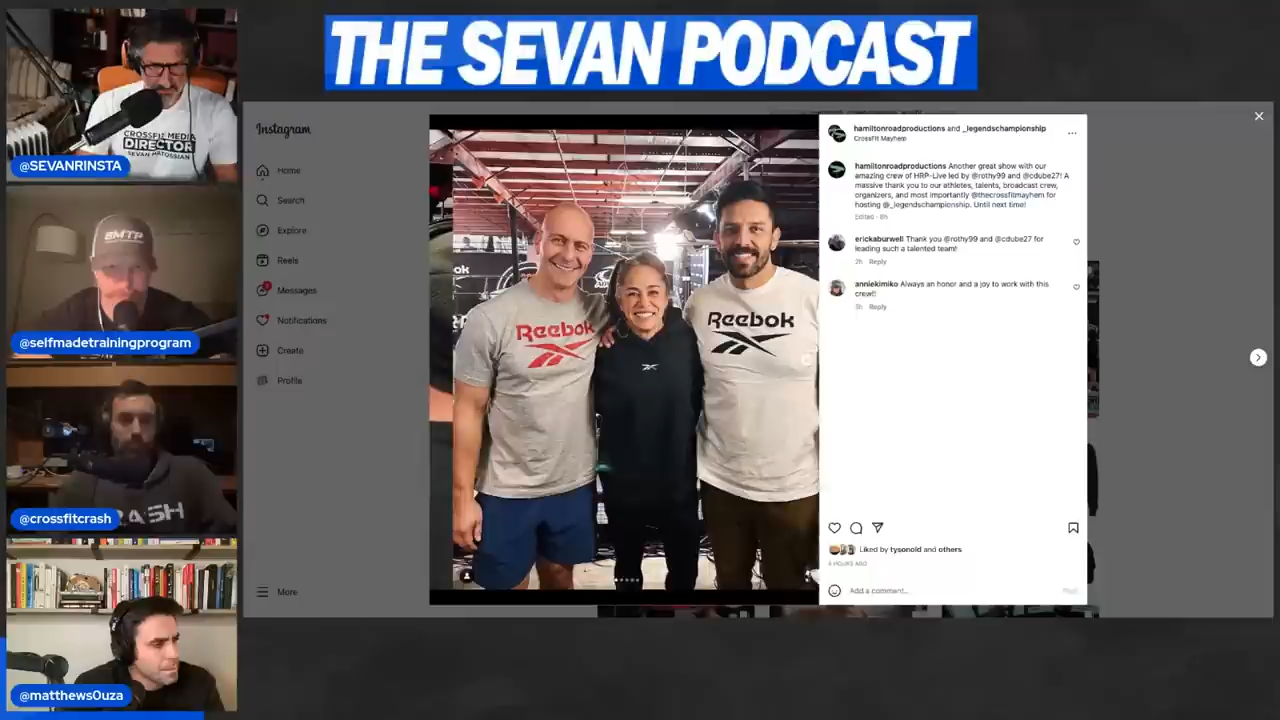 THE SEVAN PODCAST
CROSSFIT MEDIA
DIRECTOR
SEVAN MATOSSIAN
@SEVANRINSTA
@selfmadetrainingprogram
CRASH
@crossfitcrash
@matthews0uza
Instagram
Home
Search
Explore
Reels
Messages
Notifications
Create
Profile
More
Reebok
Reebok
hamiltonroadproductions and _legendschampionship
CrossFit Mayhem
hamiltonroadproductions Another great show with our
amazing crew of HRP-Live led by @rothy99 and @cdube27! A
massive thank you to our athletes, talents, broadcast crew,
organizers, and most importantly @thecrossfitmayhem for
hosting @_legendschampionship. Until next time!
Edited · 6h
erickaburwell Thank you @rothy99 and @cdube27 for
leading such a talented team!
2h Reply
anniekimiko Always an honor and a joy to work with this
crew!!
3h Reply
Liked by tysonold and others
6 HOURS AGO
Add a comment...
Post